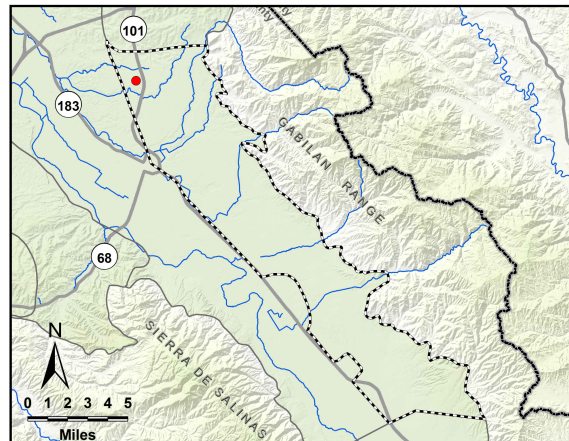 101
183
GABILAN RANGE
68
SIERRA DE SALINAS
N
0 1 2 3 4 5
Miles